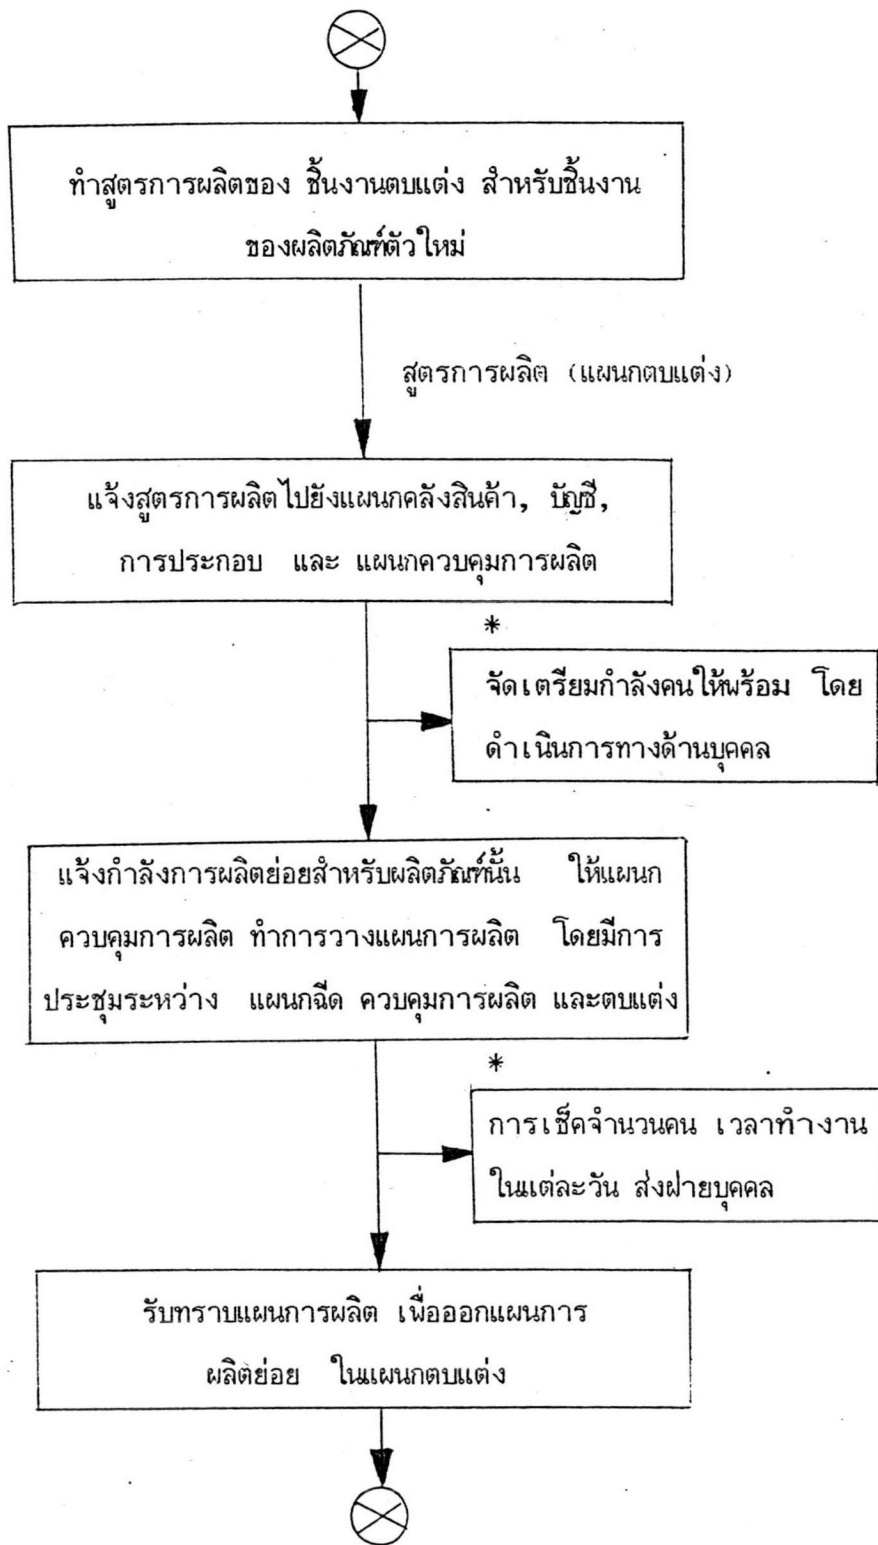 ทำสูตรการผลิตของ ชิ้นงานตบแต่ง สำหรับชิ้นงาน
ของผลิตภัณฑ์ตัวใหม่
สูตรการผลิต (แผนกตบแต่ง)
แจ้งสูตรการผลิตไปยังแผนกคลังสินค้า, บัญชี,
การประกอบ และ แผนกควบคุมการผลิต
*
จัดเตรียมกำลังคนให้พร้อม โดย
ดำเนินการทางด้านบุคคล
แจ้งกำลังการผลิตย่อยสำหรับผลิตภัณฑ์นั้น ให้แผนก
ควบคุมการผลิต ทำการวางแผนการผลิต โดยมีการ
ประชุมระหว่าง แผนกฉีด ควบคุมการผลิต และตบแต่ง
*
การเช็คจำนวนคน เวลาทำงาน
ในแต่ละวัน ส่งฝ่ายบุคคล
รับทราบแผนการผลิต เพื่อออกแผนการ
ผลิตย่อย ในแผนกตบแต่ง